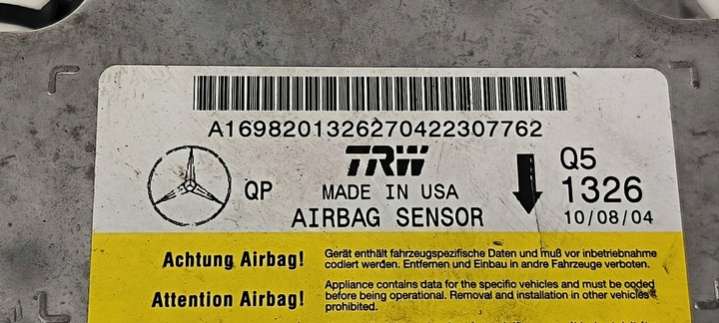 A1698201326270422307762
TRW
QP
MADE IN USA
AIRBAG SENSOR
Q5
1326
10/08/04
Achtung Airbag!
Gerät enthält fahrzeugspezifische Daten und muß vor inbetriebnahme
codiert werden. Entfernen und Einbau in andre Fahrzeuge verboten.
Attention Airbag!
Appliance contains data for the specific vehicles and must be coded
before being operational. Removal and installation in other vehicles
prohibited.